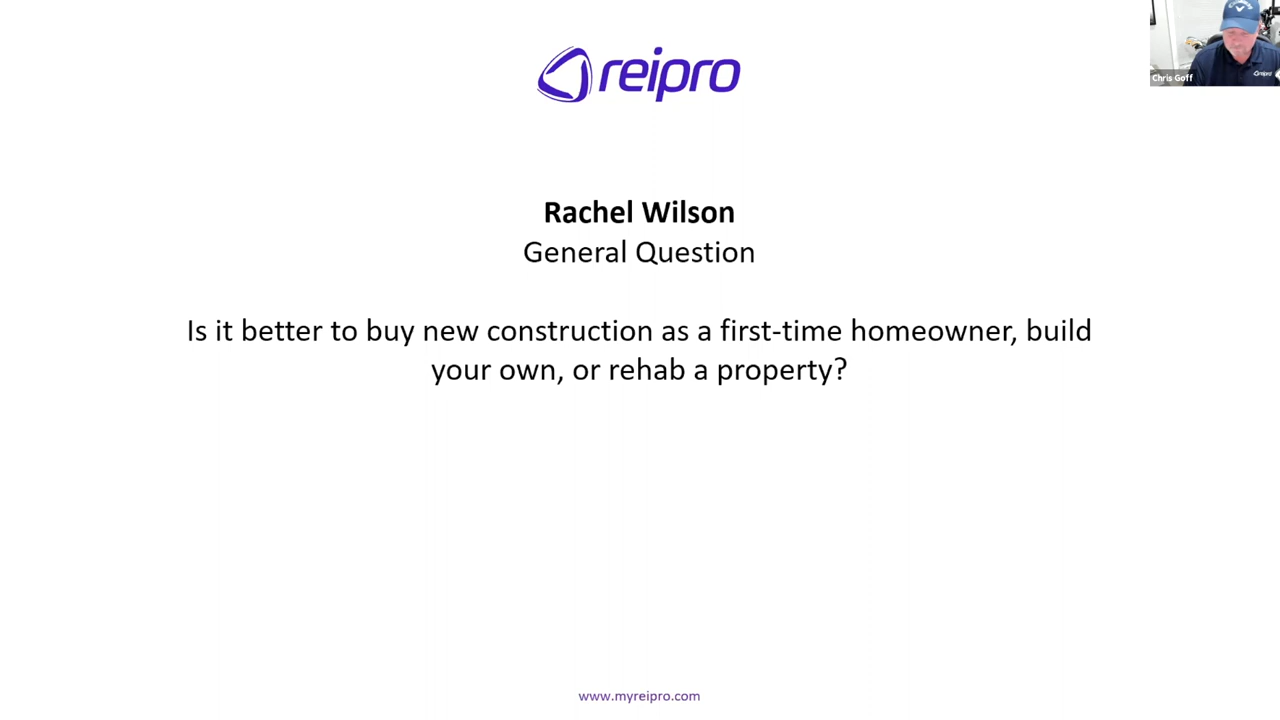 reipro
Chris Goff
reipro
Rachel Wilson
General Question
Is it better to buy new construction as a first-time homeowner, build
your own, or rehab a property?
www.myreipro.com